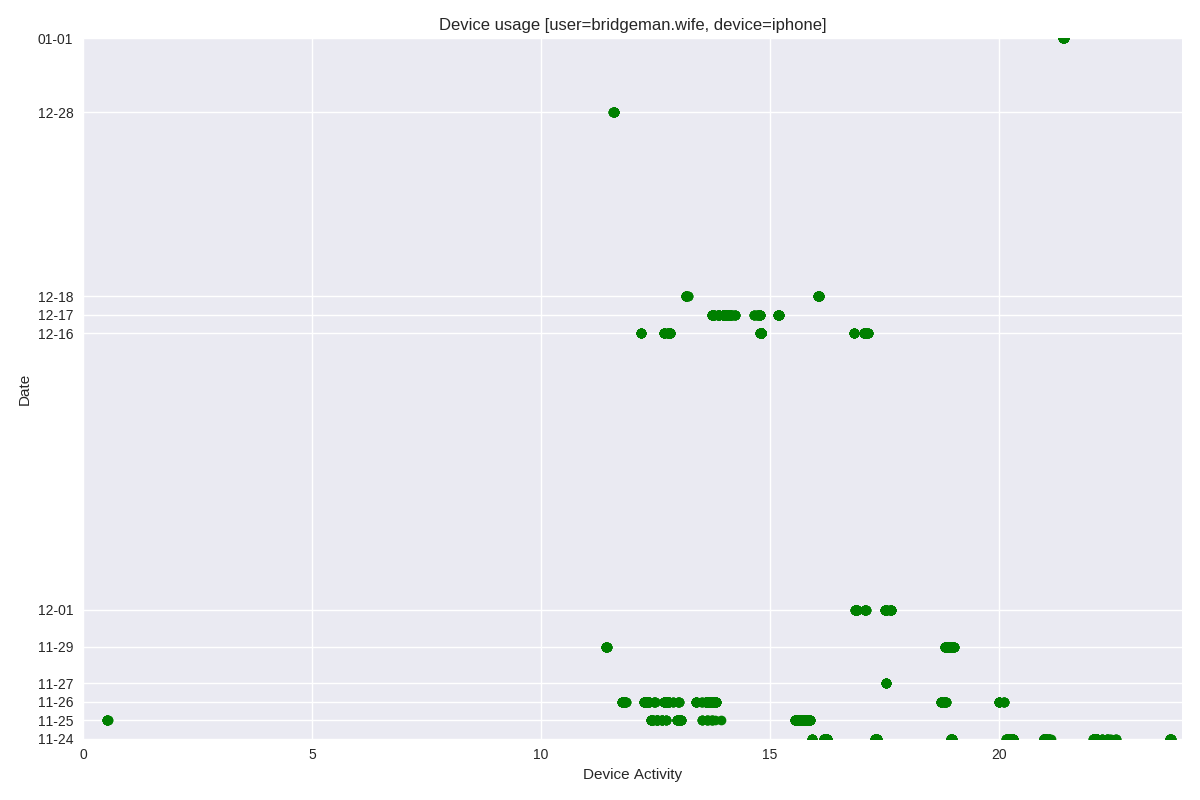 Device usage [user=bridgeman.wife, device=iphone]
01-01
12-28
12-18
12-17
12-16
12-01
11-29
11-27
11-26
11-25
11-24
Date
0 5 10 15 20
Device Activity